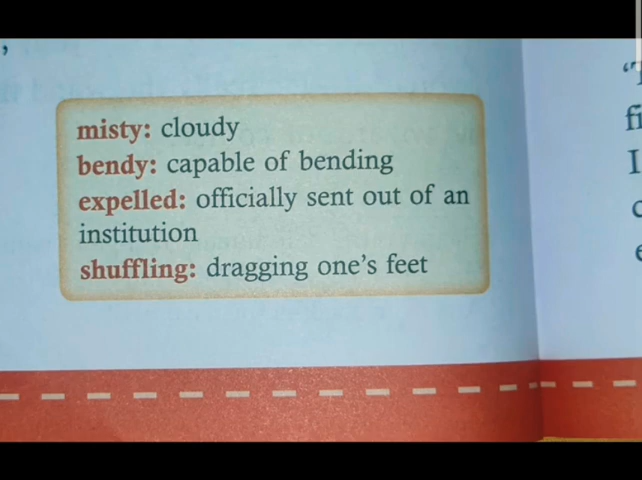 misty: cloudy
bendy: capable of bending
expelled: officially sent out of an
institution
shuffling: dragging one's feet